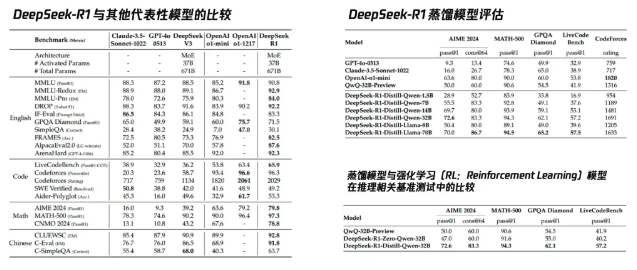 DeepSeek-R1与其他代表性模型的比较
Benchmark (Metric) Claude-3.5-Sonnet-1022 GPT-4o 0513 DeepSeek V3 OpenAI o1-mini OpenAI o1-1217 DeepSeek R1
Architecture - - MoE - - MoE
# Activated Params - - 37B - - 37B
# Total Params - - 671B - - 671B
English
MMLU (Pass@1) 88.3 87.2 88.5 85.2 91.8 90.8
MMLU-Redux (EM) 88.9 88.0 89.1 86.7 - 92.9
MMLU-Pro (EM) 78.0 72.6 75.9 80.3 - 84.0
DROP (3-shot F1) 88.3 83.7 91.6 83.9 90.2 92.2
IF-Eval (Prompt Strict) 86.5 84.3 86.1 84.8 - 83.3
GPQA Diamond (Pass@1) 65.0 49.9 59.1 60.0 75.7 71.5
SimpleQA (Correct) 28.4 38.2 24.9 7.0 47.0 30.1
FRAMES (Acc.) 72.5 80.5 73.3 76.9 - 82.5
AlpacaEval2.0 (LC-winrate) 52.0 51.1 70.0 57.8 - 87.6
ArenaHard (GPT-4-1106) 85.2 80.4 85.5 92.0 - 92.3
Code
LiveCodeBench (Pass@1-COT) 38.9 32.9 36.2 53.8 63.4 65.9
Codeforces (Percentile) 20.3 23.6 58.7 93.4 96.6 96.3
Codeforces (Rating) 717 759 1134 1820 2061 2029
SWE Verified (Resolved) 50.8 38.8 42.0 41.6 48.9 49.2
Aider-Polyglot (Acc.) 45.3 16.0 49.6 32.9 61.7 53.3
Math
AIME 2024 (Pass@1) 16.0 9.3 39.2 63.6 79.2 79.8
MATH-500 (Pass@1) 78.3 74.6 90.2 90.0 96.4 97.3
CNMO 2024 (Pass@1) 13.1 10.8 43.2 67.6 - 78.8
Chinese
CLUEWSC (EM) 85.4 87.9 90.9 89.9 - 92.8
C-Eval (EM) 76.7 76.0 86.5 68.9 - 91.8
C-SimpleQA (Correct) 55.4 58.7 68.0 40.3 - 63.7
DeepSeek-R1 蒸馏模型评估
Model AIME 2024 MATH-500 GPQA Diamond LiveCode Bench CodeForces
pass@1 cons@64 pass@1 pass@1 pass@1 rating
GPT-4o-0513 9.3 13.4 74.6 49.9 32.9 759
Claude-3.5-Sonnet-1022 16.0 26.7 78.3 65.0 38.9 717
OpenAI-o1-mini 63.6 80.0 90.0 60.0 53.8 1820
QwQ-32B-Preview 50.0 60.0 90.6 54.5 41.9 1316
DeepSeek-R1-Distill-Qwen-1.5B 28.9 52.7 83.9 33.8 16.9 954
DeepSeek-R1-Distill-Qwen-7B 55.5 83.3 92.8 49.1 37.6 1189
DeepSeek-R1-Distill-Qwen-14B 69.7 80.0 93.9 59.1 53.1 1481
DeepSeek-R1-Distill-Qwen-32B 72.6 83.3 94.3 62.1 57.2 1691
DeepSeek-R1-Distill-Llama-8B 50.4 80.0 89.1 49.0 39.6 1205
DeepSeek-R1-Distill-Llama-70B 70.0 86.7 94.5 65.2 57.5 1633
蒸馏模型与强化学习（RL：Reinforcement Learning）模型
在推理相关基准测试中的比较
Model AIME 2024 MATH-500 GPQA Diamond LiveCodeBench
pass@1 cons@64 pass@1 pass@1 pass@1
QwQ-32B-Preview 50.0 60.0 90.6 54.5 41.9
DeepSeek-R1-Zero-Qwen-32B 47.0 60.0 91.6 55.0 40.2
DeepSeek-R1-Distill-Qwen-32B 72.6 83.3 94.3 62.1 57.2